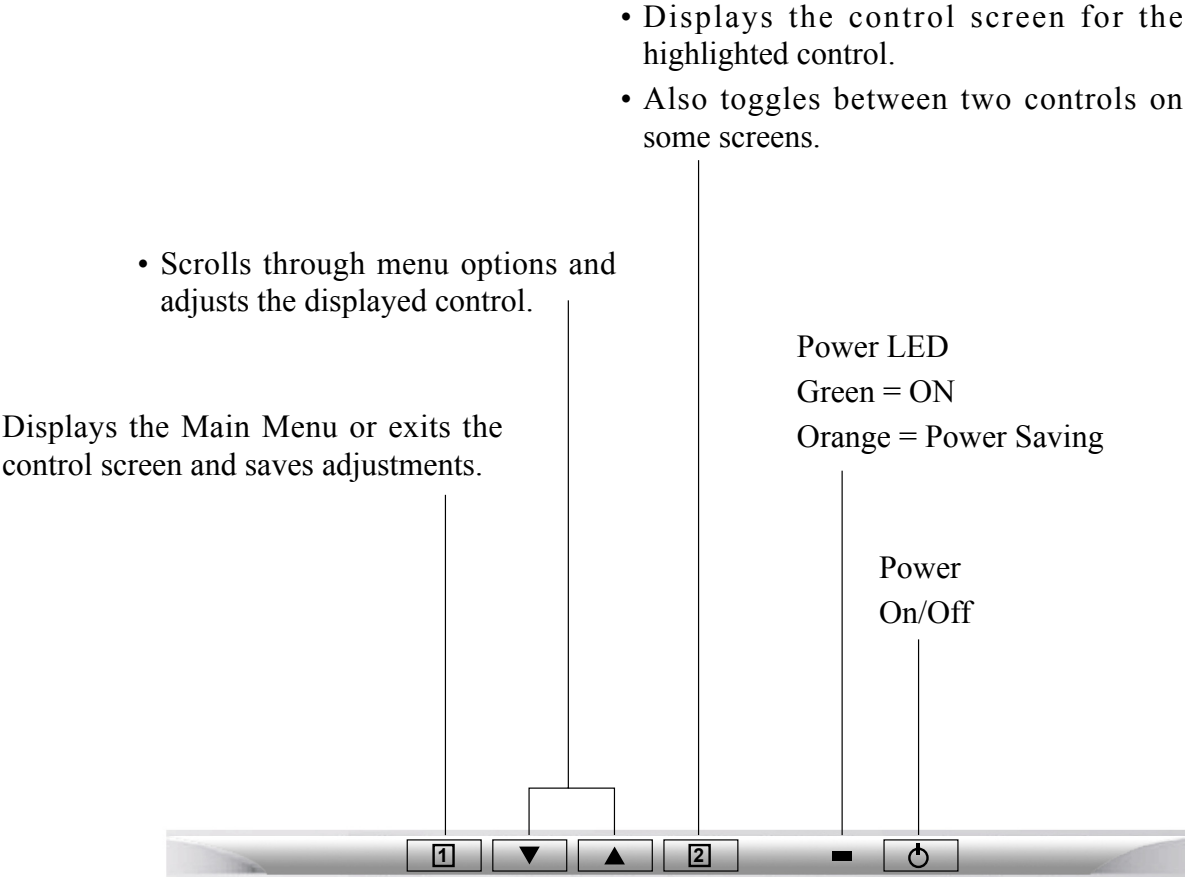 • Displays the control screen for the
highlighted control.
• Also toggles between two controls on
some screens.
• Scrolls through menu options and
adjusts the displayed control.
Displays the Main Menu or exits the
control screen and saves adjustments.
Power LED
Green = ON
Orange = Power Saving
Power
On/Off
1 ▼ ▲ 2